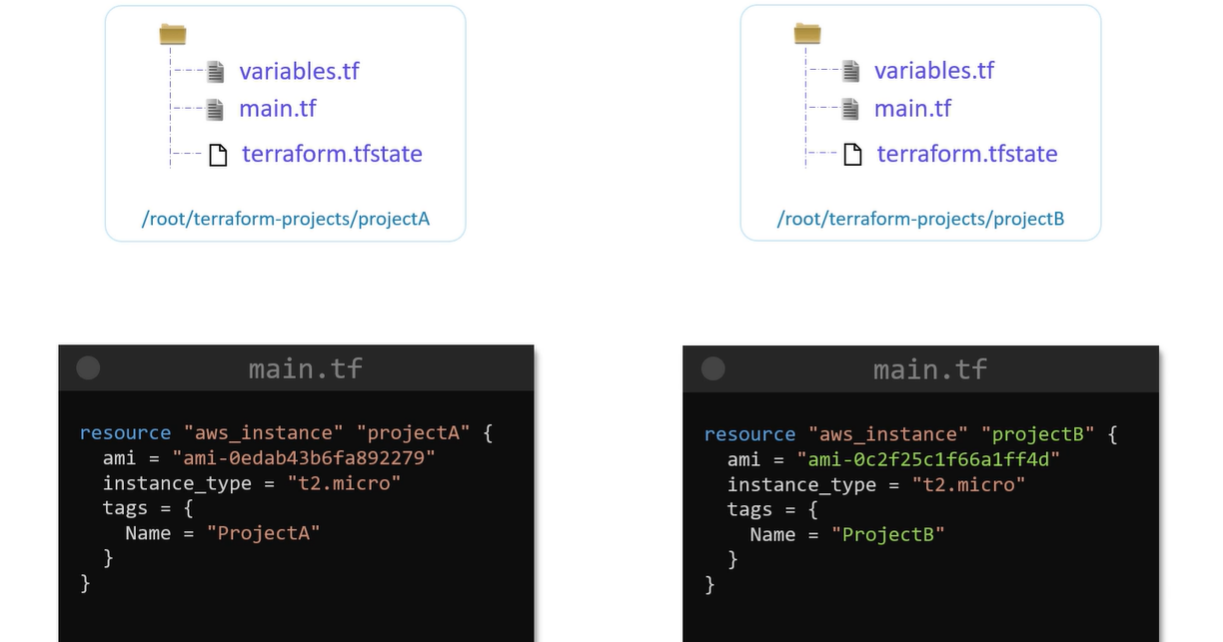 variables.tf
main.tf
terraform.tfstate
/root/terraform-projects/projectA
variables.tf
main.tf
terraform.tfstate
/root/terraform-projects/projectB
main.tf
resource "aws_instance" "projectA" {
  ami = "ami-0edab43b6fa892279"
  instance_type = "t2.micro"
  tags = {
    Name = "ProjectA"
  }
}
main.tf
resource "aws_instance" "projectB" {
  ami = "ami-0c2f25c1f66a1ff4d"
  instance_type = "t2.micro"
  tags = {
    Name = "ProjectB"
  }
}